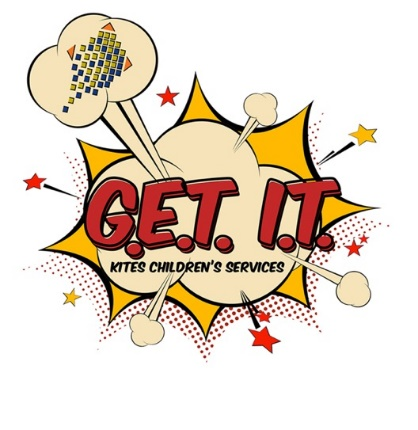 G.E.T. I.T.
KITES CHILDREN'S SERVICES